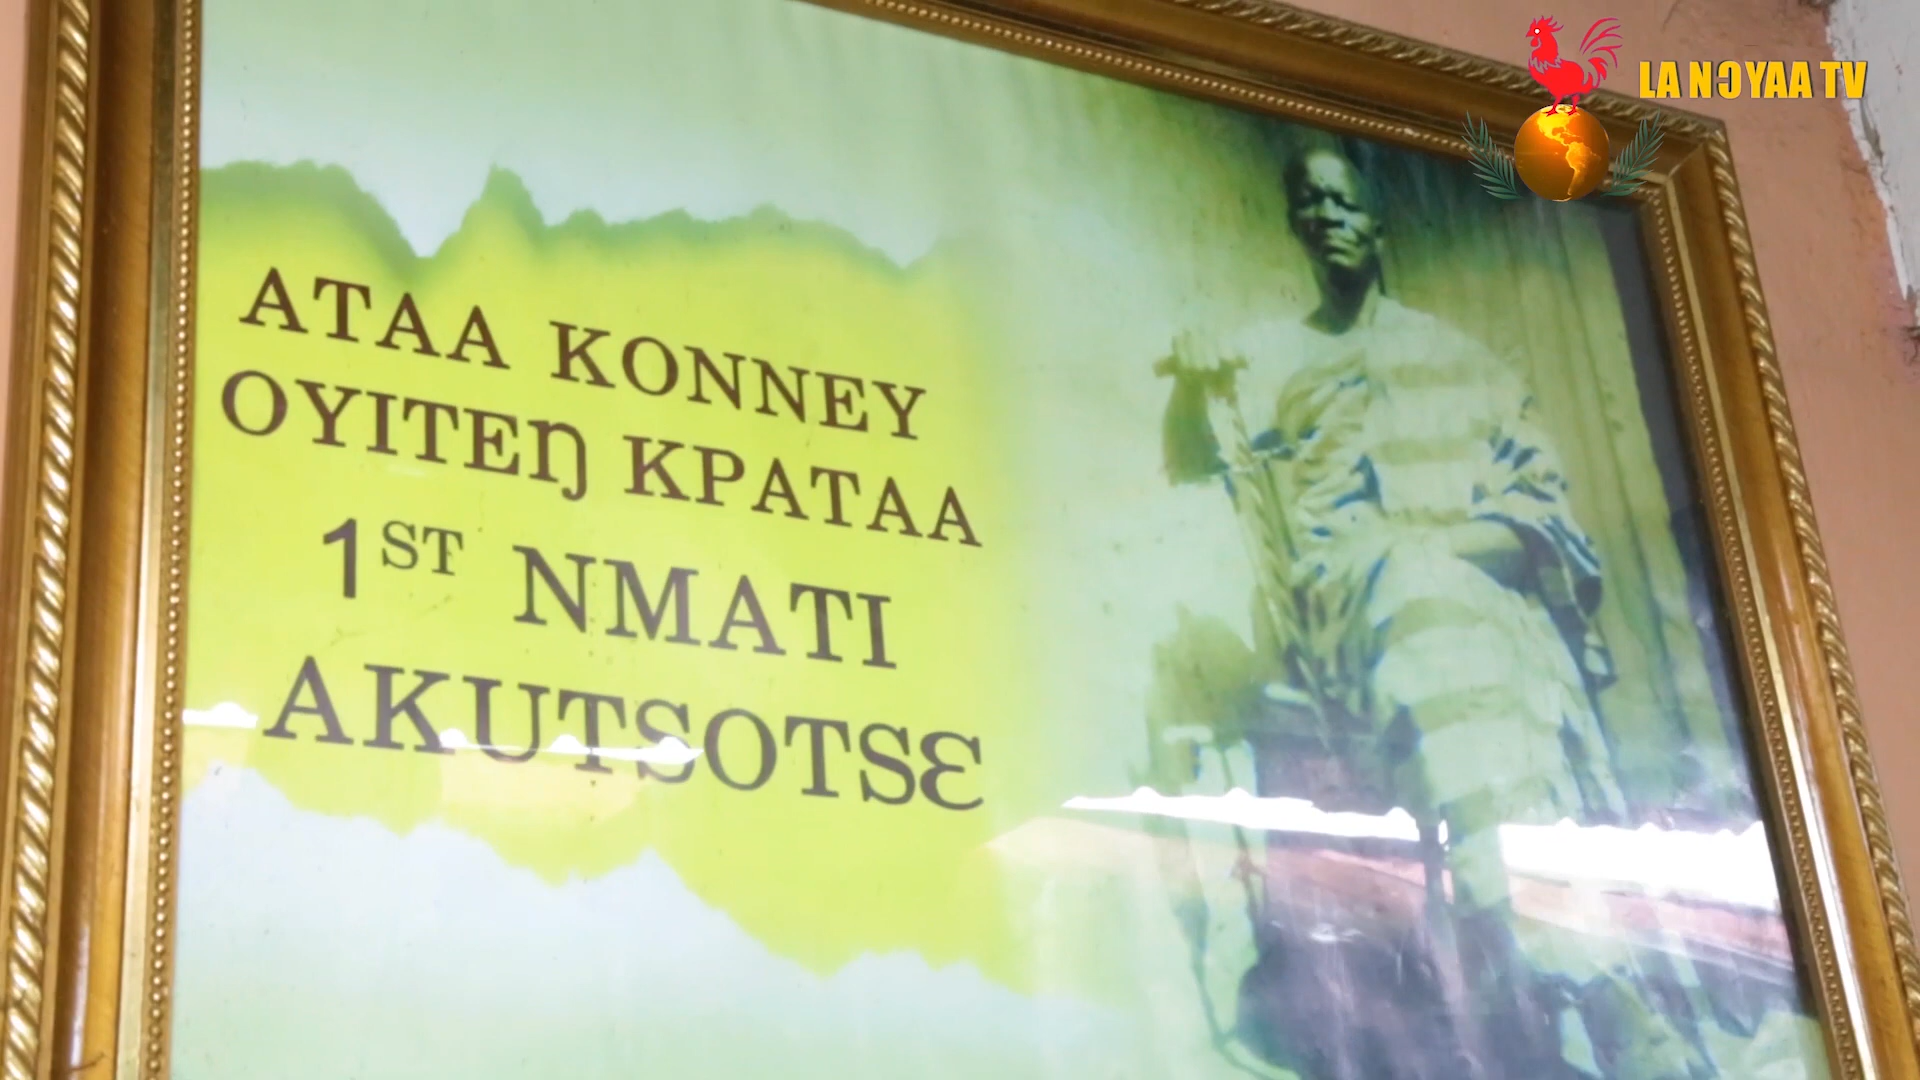 LA NƆYAA TV
ATAA KONNEY
OYITEŊ KPATAA
1ST NMATI
AKUTSOTSƐ